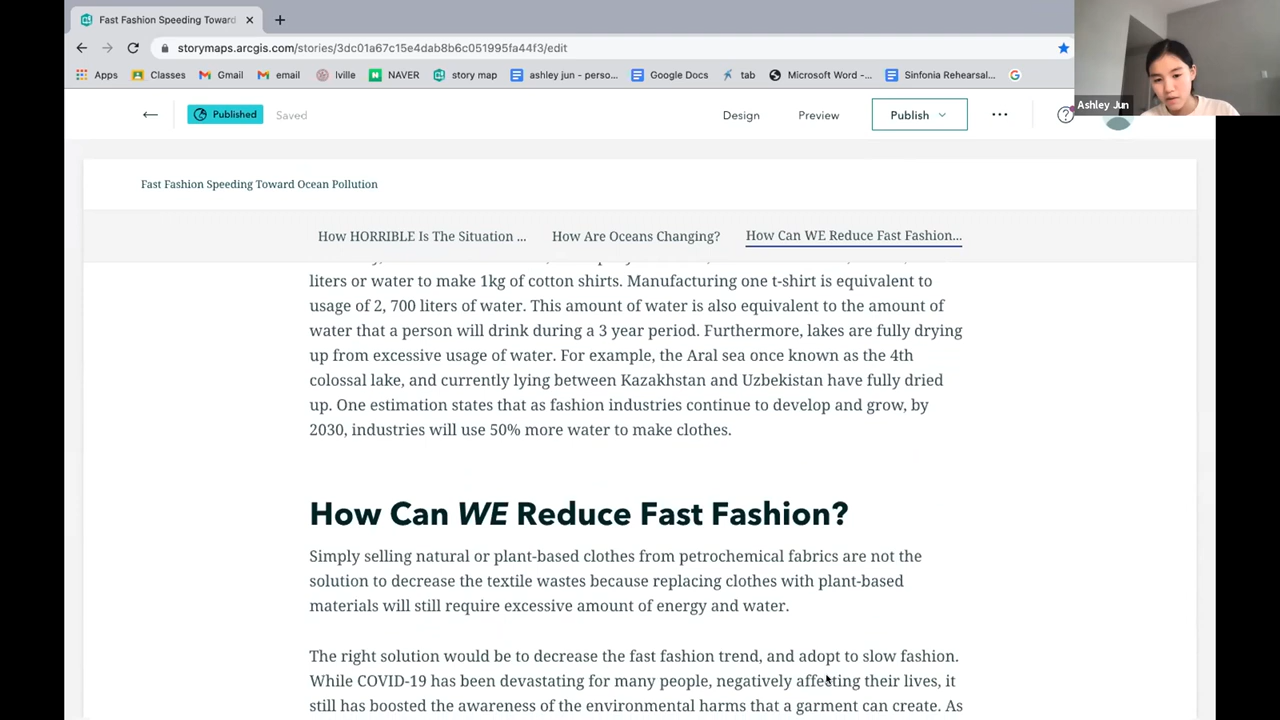 Fast Fashion Speeding Toward
storymaps.arcgis.com/stories/3dc01a67c15e4dab8b6c051995fa44f3/edit
Apps Classes Gmail email lville NAVER story map ashley jun - perso... Google Docs tab Microsoft Word -... Sinfonia Rehearsal...
Ashley Jun
Published Saved Design Preview Publish
Fast Fashion Speeding Toward Ocean Pollution
How HORRIBLE Is The Situation ... How Are Oceans Changing? How Can WE Reduce Fast Fashion...
liters or water to make 1kg of cotton shirts. Manufacturing one t-shirt is equivalent to
usage of 2, 700 liters of water. This amount of water is also equivalent to the amount of
water that a person will drink during a 3 year period. Furthermore, lakes are fully drying
up from excessive usage of water. For example, the Aral sea once known as the 4th
colossal lake, and currently lying between Kazakhstan and Uzbekistan have fully dried
up. One estimation states that as fashion industries continue to develop and grow, by
2030, industries will use 50% more water to make clothes.
How Can WE Reduce Fast Fashion?
Simply selling natural or plant-based clothes from petrochemical fabrics are not the
solution to decrease the textile wastes because replacing clothes with plant-based
materials will still require excessive amount of energy and water.
The right solution would be to decrease the fast fashion trend, and adopt to slow fashion.
While COVID-19 has been devastating for many people, negatively affecting their lives, it
still has boosted the awareness of the environmental harms that a garment can create. As